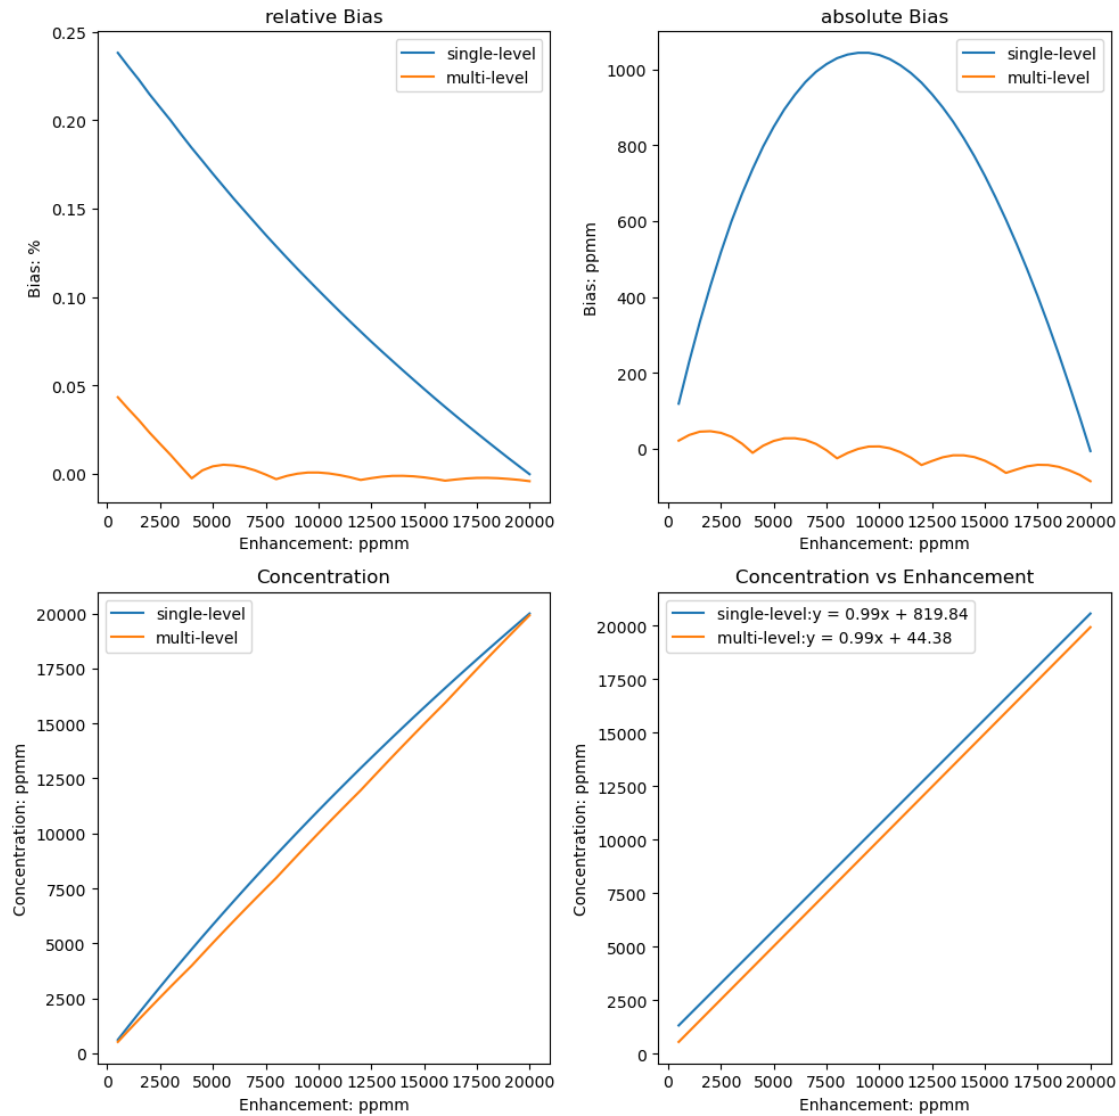 relative Bias
0.25
0.20
0.15
0.10
0.05
0.00
Bias: %
single-level
multi-level
0 2500 5000 7500 10000 12500 15000 17500 20000
Enhancement: ppmm
absolute Bias
1000
800
600
400
200
0
Bias: ppmm
single-level
multi-level
0 2500 5000 7500 10000 12500 15000 17500 20000
Enhancement: ppmm
Concentration
20000
17500
15000
12500
10000
7500
5000
2500
0
Concentration: ppmm
single-level
multi-level
0 2500 5000 7500 10000 12500 15000 17500 20000
Enhancement: ppmm
Concentration vs Enhancement
20000
17500
15000
12500
10000
7500
5000
2500
0
Concentration: ppmm
single-level:y = 0.99x + 819.84
multi-level:y = 0.99x + 44.38
0 2500 5000 7500 10000 12500 15000 17500 20000
Enhancement: ppmm